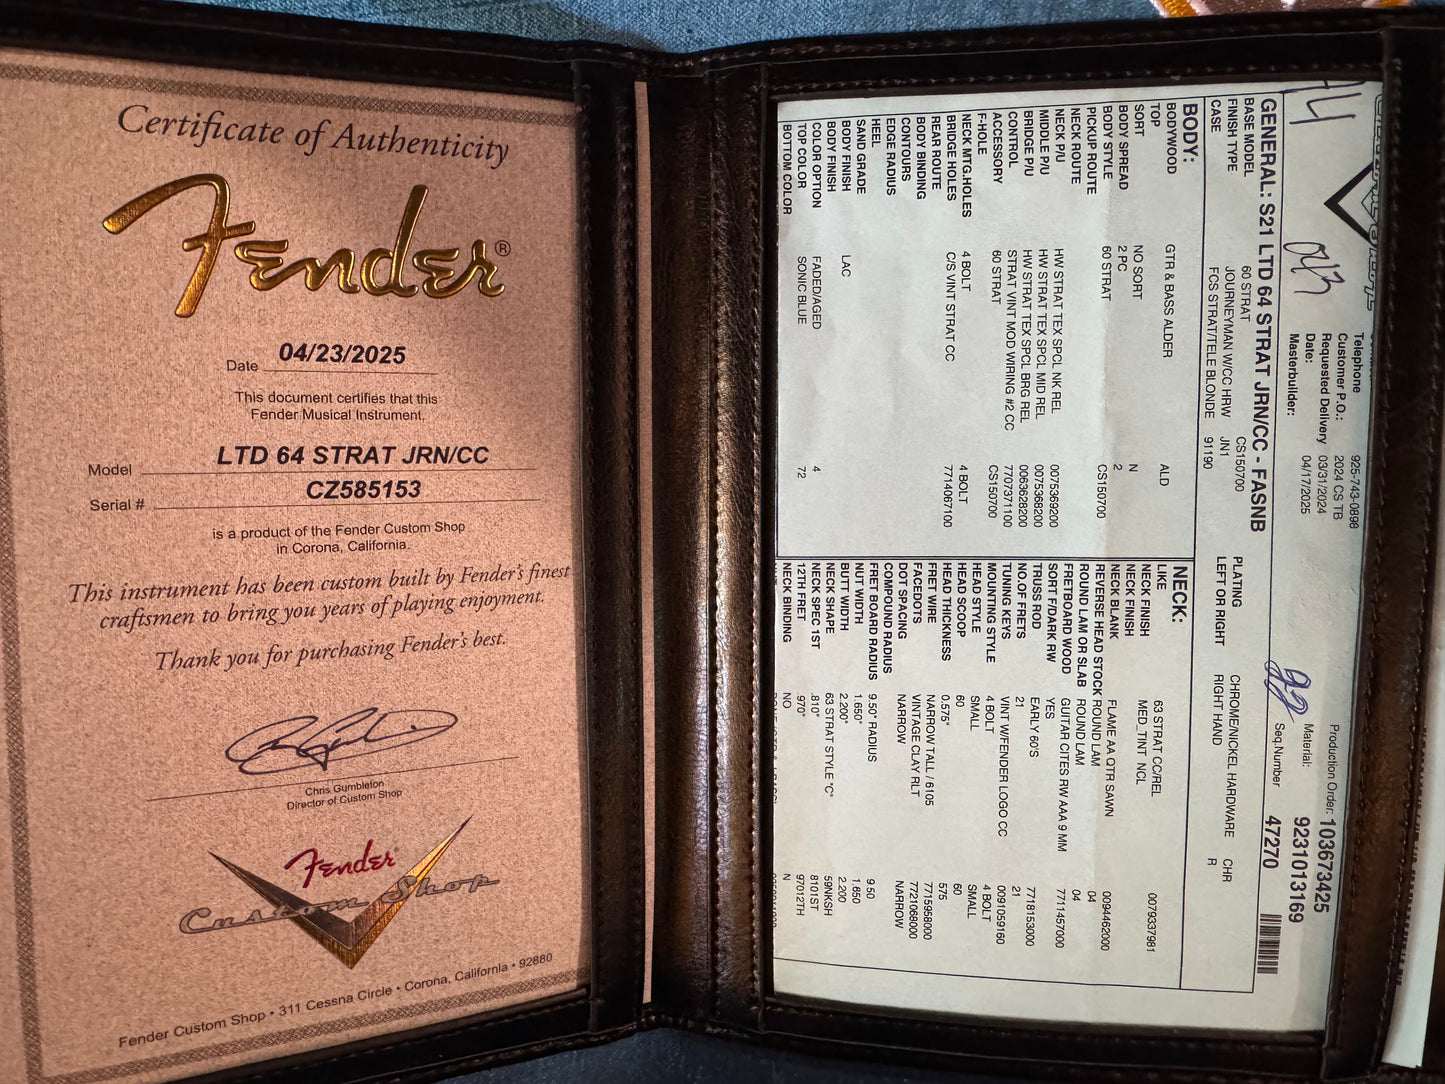 Certificate of Authenticity
Fender®
Date 04/23/2025
This document certifies that this
Fender Musical Instrument.
Model LTD 64 STRAT JRN/CC
Serial # CZ585153
is a product of the Fender Custom Shop
in Corona, California.
This instrument has been custom built by Fender's finest
craftsmen to bring you years of playing enjoyment.
Thank you for purchasing Fender's best.
Chris Gumbleton
Director of Custom Shop
Fender
Custom Shop
Fender Custom Shop • 311 Cessna Circle • Corona, California • 92880
Telephone 925-743-0898
Customer P.O.: 2024 CS TB
Requested Delivery 03/31/2024
Date: 04/17/2025
Masterbuilder:
Production Order: 103673425
Material: 9231013169
Seq.Number 47270
GENERAL: S21 LTD 64 STRAT JRN/CC - FASNB
BASE MODEL 60 STRAT CS150700
FINISH TYPE JOURNEYMAN W/CC HRW JN1
CASE FCS STRAT/TELE BLONDE 91190
PLATING CHROME/NICKEL HARDWARE CHR
LEFT OR RIGHT RIGHT HAND R
BODY:
BODYWOOD GTR & BASS ALDER ALD
TOP
SORT NO SORT N
BODY SPREAD 2 PC 2
BODY STYLE 60 STRAT CS150700
PICKUP ROUTE
NECK ROUTE
NECK P/U HW STRAT TEX SPCL NK REL 0075369200
MIDDLE P/U HW STRAT TEX SPCL MID REL 0075368200
BRIDGE P/U HW STRAT TEX SPCL BRG REL 0063628200
CONTROL STRAT VINT MOD WIRING #2 CC 7707371100
ACCESSORY 60 STRAT CS150700
F-HOLE
NECK MTG.HOLES 4 BOLT 4 BOLT
BRIDGE HOLES C/S VINT STRAT CC 7714067100
REAR ROUTE
BODY BINDING
CONTOURS
EDGE RADIUS
HEEL
SAND GRADE
BODY FINISH LAC
BODY FINISH
COLOR OPTION FADED/AGED 4
TOP COLOR SONIC BLUE 72
BOTTOM COLOR
NECK:
LIKE 63 STRAT CC/REL 0079337981
NECK FINISH MED_TINT NCL
NECK FINISH
NECK BLANK FLAME AA QTR SAWN 0094462000
REVERSE HEAD STOCK ROUND LAM 04
ROUND LAM OR SLAB ROUND LAM 04
FRETBOARD WOOD GUITAR CITES RW AAA 9 MM 7711457000
SORT F/DARK RW YES
TRUSS ROD EARLY 60'S 7718153000
NO.OF FRETS 21 21
TUNING KEYS VINT W/FENDER LOGO CC 0091059160
MOUNTING STYLE 4 BOLT 4 BOLT
HEAD STYLE SMALL SMALL
HEAD SCOOP 60 60
HEAD THICKNESS 0.575" 575
FRET WIRE NARROW TALL / 6105 7715958000
FACEDOTS VINTAGE CLAY RLT 7721068000
DOT SPACING NARROW NARROW
COMPOUND RADIUS
FRET BOARD RADIUS 9.50" RADIUS 9.50
NUT WIDTH 1.650" 1.650
BUTT WIDTH 2.200" 2.200
NECK SHAPE 63 STRAT STYLE "C" 59NKSH
NECK SPEC 1ST .810" 8101ST
12TH FRET .970" 97012TH
NECK BINDING NO N